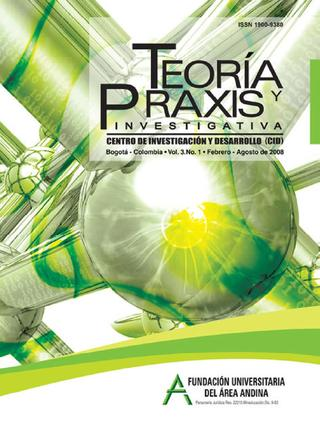 ISSN 1900-9380
TEORÍA Y
PRAXIS
INVESTIGATIVA
CENTRO DE INVESTIGACIÓN Y DESARROLLO (CID)
Bogotá - Colombia • Vol. 3. No. 1 • Febrero - Agosto de 2008
FUNDACIÓN UNIVERSITARIA
DEL ÁREA ANDINA
Personería Jurídica Res. 22215 Mineducación Dic. 9-83